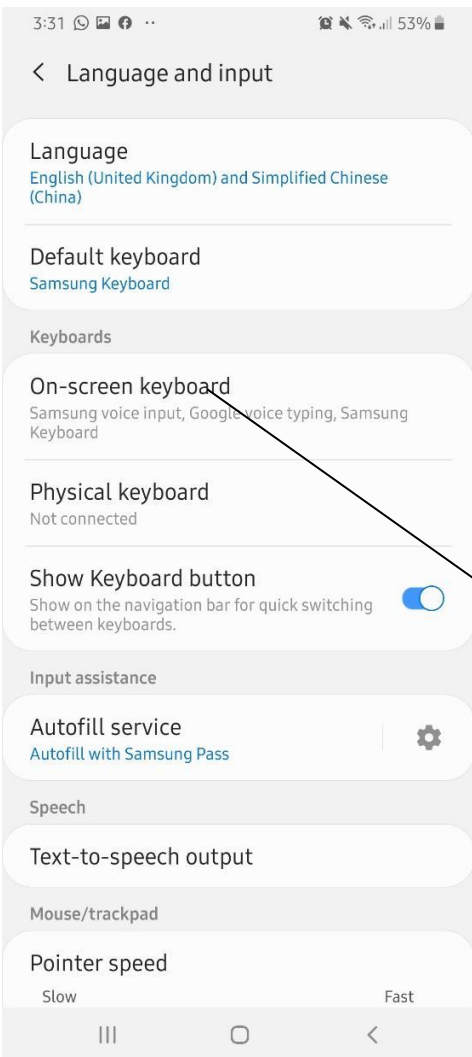 3:31
53%
Language and input
Language
English (United Kingdom) and Simplified Chinese
(China)
Default keyboard
Samsung Keyboard
Keyboards
On-screen keyboard
Samsung voice input, Google voice typing, Samsung
Keyboard
Physical keyboard
Not connected
Show Keyboard button
Show on the navigation bar for quick switching
between keyboards.
Input assistance
Autofill service
Autofill with Samsung Pass
Speech
Text-to-speech output
Mouse/trackpad
Pointer speed
Slow
Fast